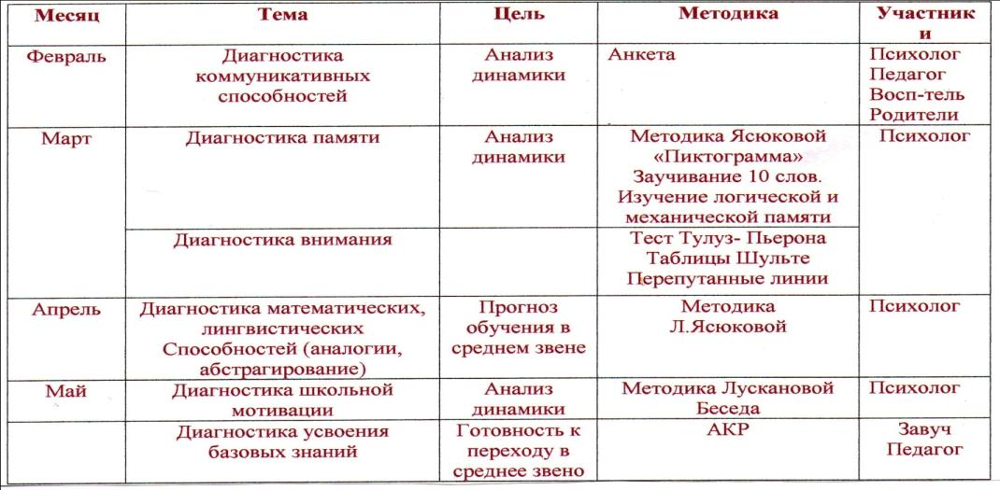 Месяц Тема Цель Методика Участник
и
Февраль Диагностика Анализ Анкета Психолог
коммуникативных динамики Педагог
способностей Восп-тель
Родители
Март Диагностика памяти Анализ Методика Ясюковой Психолог
динамики «Пиктограмма»
Заучивание 10 слов.
Изучение логической и
механической памяти
Диагностика внимания Тест Тулуз- Пьерона
Таблицы Шульте
Перепутанные линии
Апрель Диагностика математических, Прогноз Методика Психолог
лингвистических обучения в Л.Ясюковой
Способностей (аналогии, среднем звене
абстрагирование)
Май Диагностика школьной Анализ Методика Лускановой Психолог
мотивации динамики Беседа
Диагностика усвоения Готовность к АКР Завуч
базовых знаний переходу в Педагог
среднее звено